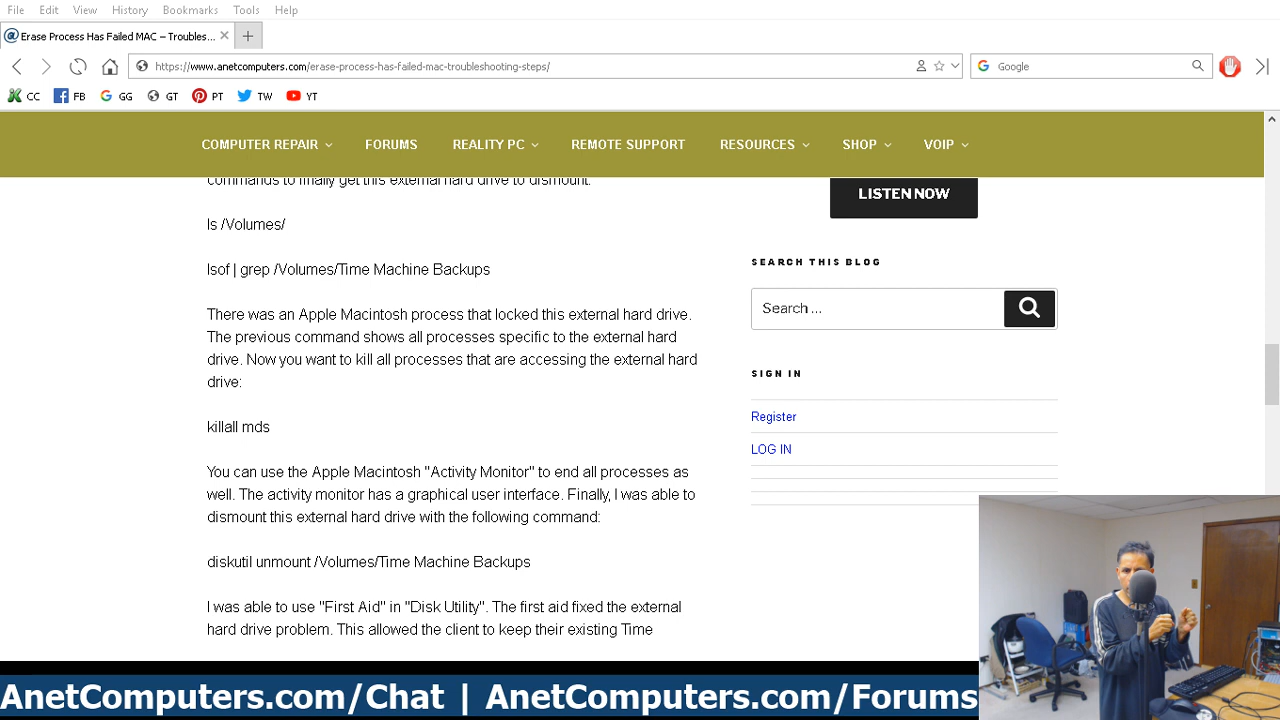 File Edit View History Bookmarks Tools Help
Erase Process Has Failed MAC – Troubles...
https://www.anetcomputers.com/erase-process-has-failed-mac-troubleshooting-steps/
Google
CC FB GG GT PT TW YT
COMPUTER REPAIR FORUMS REALITY PC REMOTE SUPPORT RESOURCES SHOP VOIP
commands to finally get this external hard drive to dismount.
ls /Volumes/
lsof | grep /Volumes/Time Machine Backups
There was an Apple Macintosh process that locked this external hard drive.
The previous command shows all processes specific to the external hard
drive. Now you want to kill all processes that are accessing the external hard
drive:
killall mds
You can use the Apple Macintosh "Activity Monitor" to end all processes as
well. The activity monitor has a graphical user interface. Finally, I was able to
dismount this external hard drive with the following command:
diskutil unmount /Volumes/Time Machine Backups
I was able to use "First Aid" in "Disk Utility". The first aid fixed the external
hard drive problem. This allowed the client to keep their existing Time
LISTEN NOW
SEARCH THIS BLOG
Search ...
SIGN IN
Register
LOG IN
AnetComputers.com/Chat | AnetComputers.com/Forums